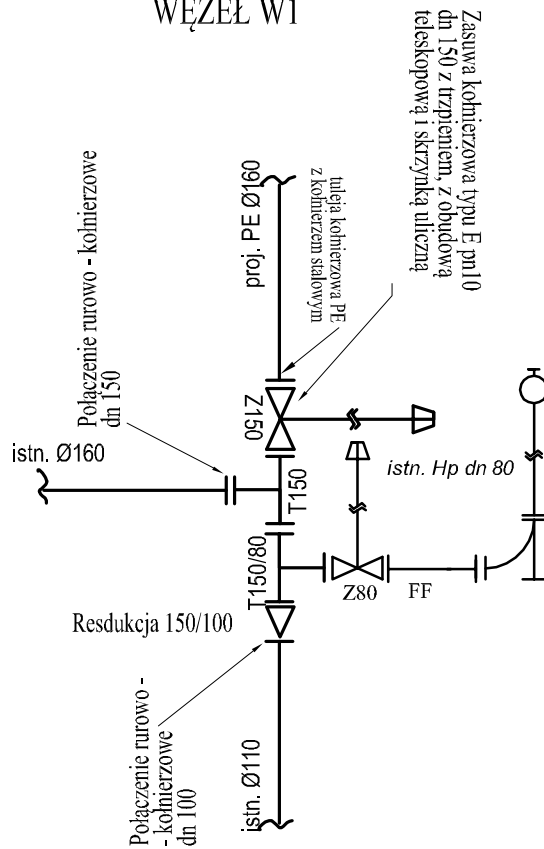 WĘZEŁ W1
Zasuwa kołnierzowa typu E pn10
dn 150 z trzpieniem, z obudową
teleskopową i skrzynką uliczną
tuleja kołnierzowa PE
z kołnierzem stalowym
proj. PE Ø160
Połączenie rurowo - kołnierzowe
dn 150
istn. Ø160
Z150
istn. Hp dn 80
T150
T150/80
Z80
FF
Resdukcja 150/100
Połączenie rurowo -
- kołnierzowe
dn 100
istn. Ø110